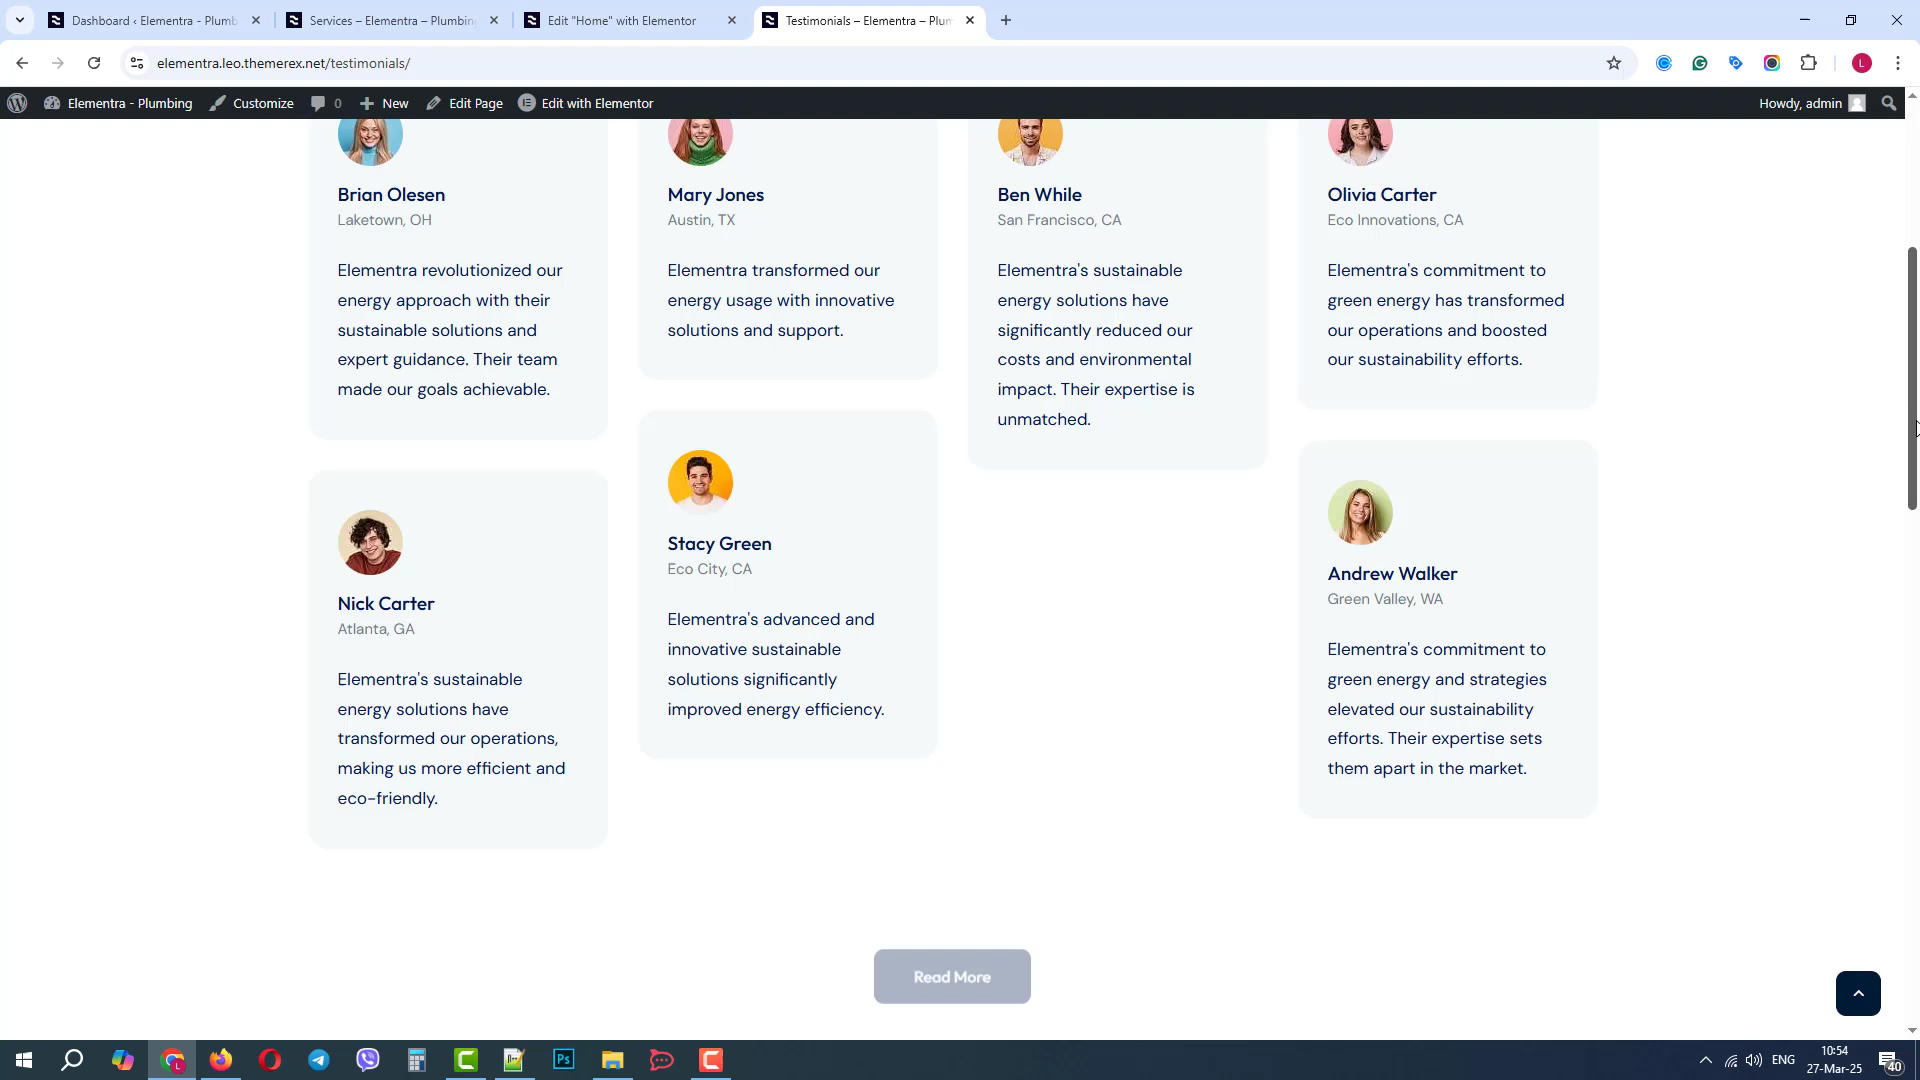 Dashboard ‹ Elementra - Plumb
Services – Elementra – Plumbing
Edit "Home" with Elementor
Testimonials – Elementra – Plum
elementra.leo.themerex.net/testimonials/
L
Elementra - Plumbing
Customize
0
New
Edit Page
Edit with Elementor
Howdy, admin
Brian Olesen
Laketown, OH
Elementra revolutionized our
energy approach with their
sustainable solutions and
expert guidance. Their team
made our goals achievable.
Mary Jones
Austin, TX
Elementra transformed our
energy usage with innovative
solutions and support.
Ben While
San Francisco, CA
Elementra's sustainable
energy solutions have
significantly reduced our
costs and environmental
impact. Their expertise is
unmatched.
Olivia Carter
Eco Innovations, CA
Elementra's commitment to
green energy has transformed
our operations and boosted
our sustainability efforts.
Nick Carter
Atlanta, GA
Elementra's sustainable
energy solutions have
transformed our operations,
making us more efficient and
eco-friendly.
Stacy Green
Eco City, CA
Elementra's advanced and
innovative sustainable
solutions significantly
improved energy efficiency.
Andrew Walker
Green Valley, WA
Elementra's commitment to
green energy and strategies
elevated our sustainability
efforts. Their expertise sets
them apart in the market.
Read More
L
Ps
ENG
10:54
27-Mar-25
40